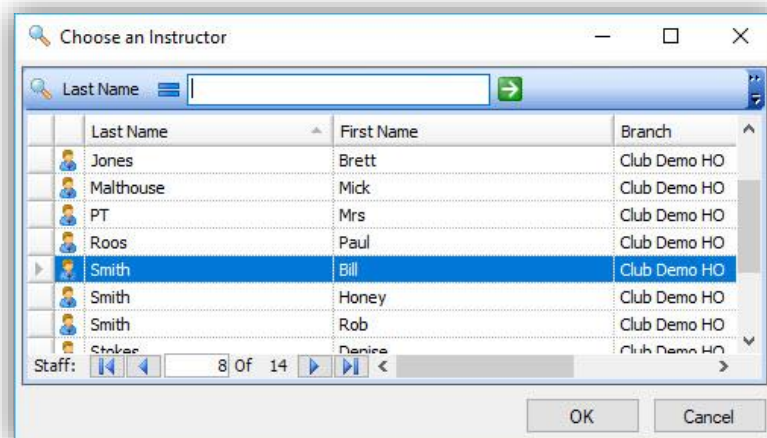 Choose an Instructor
Last Name
Last Name First Name Branch
Jones Brett Club Demo HO
Malthouse Mick Club Demo HO
PT Mrs Club Demo HO
Roos Paul Club Demo HO
Smith Bill Club Demo HO
Smith Honey Club Demo HO
Smith Rob Club Demo HO
Stokes Denise Club Demo HO
Staff: 8 Of 14
OK Cancel